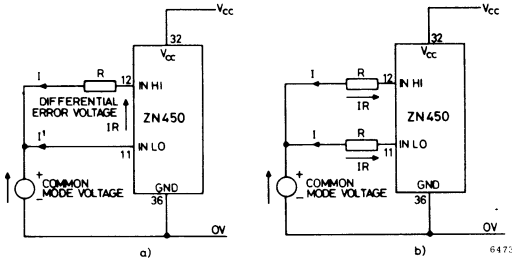 VCC
32
VCC
I
R
12
IN HI
DIFFERENTIAL
ERROR VOLTAGE
IR
ZN450
I'
11
IN LO
+
COMMON
MODE VOLTAGE
-
GND
36
0V
a)
VCC
32
VCC
I
R
12
IN HI
IR
ZN450
I
R
IN LO
11
IR
+
COMMON
MODE VOLTAGE
-
GND
36
0V
b)
6473